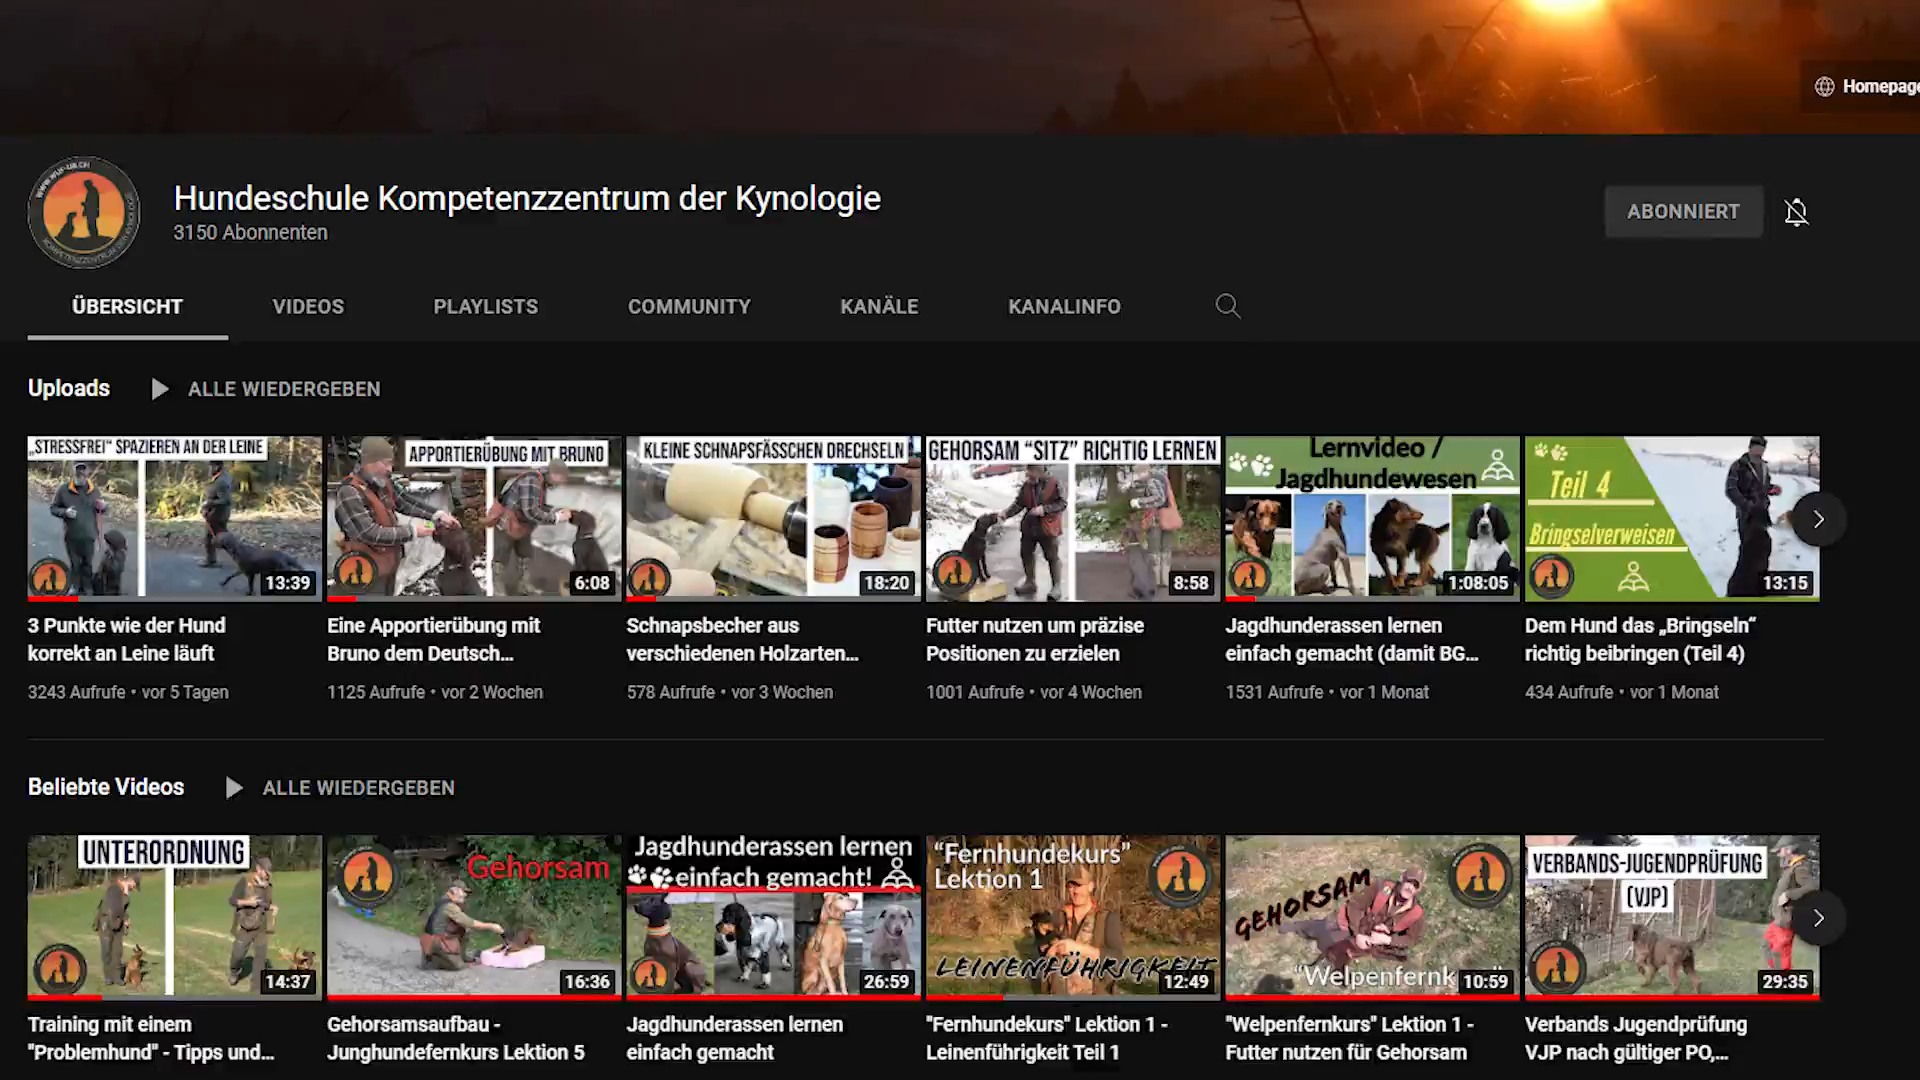 Homepage
Hundeschule Kompetenzzentrum der Kynologie
3150 Abonnenten
ABONNIERT
ÜBERSICHT
VIDEOS
PLAYLISTS
COMMUNITY
KANÄLE
KANALINFO
Uploads
ALLE WIEDERGEBEN
„STRESSFREI“ SPAZIEREN AN DER LEINE
13:39
APPORTIERÜBUNG MIT BRUNO
6:08
KLEINE SCHNAPSFÄSSCHEN DRECHSELN
18:20
GEHORSAM “SITZ” RICHTIG LERNEN
8:58
Lernvideo /
Jagdhundewesen
1:08:05
Teil 4
Bringselverweisen
13:15
3 Punkte wie der Hund
korrekt an Leine läuft
3243 Aufrufe • vor 5 Tagen
Eine Apportierübung mit
Bruno dem Deutsch...
1125 Aufrufe • vor 2 Wochen
Schnapsbecher aus
verschiedenen Holzarten...
578 Aufrufe • vor 3 Wochen
Futter nutzen um präzise
Positionen zu erzielen
1001 Aufrufe • vor 4 Wochen
Jagdhunderassen lernen
einfach gemacht (damit BG...
1531 Aufrufe • vor 1 Monat
Dem Hund das „Bringseln“
richtig beibringen (Teil 4)
434 Aufrufe • vor 1 Monat
Beliebte Videos
ALLE WIEDERGEBEN
UNTERORDNUNG
14:37
Gehorsam
16:36
Jagdhunderassen lernen
einfach gemacht!
26:59
“Fernhundekurs”
Lektion 1
LEINENFÜHRIGKEIT
12:49
GEHORSAM
“Welpenfernk
10:59
VERBANDS-JUGENDPRÜFUNG
(VJP)
29:35
Training mit einem
"Problemhund" - Tipps und...
Gehorsamsaufbau -
Junghundefernkurs Lektion 5
Jagdhunderassen lernen
einfach gemacht
"Fernhundekurs" Lektion 1 -
Leinenführigkeit Teil 1
"Welpenfernkurs" Lektion 1 -
Futter nutzen für Gehorsam
Verbands Jugendprüfung
VJP nach gültiger PO,...